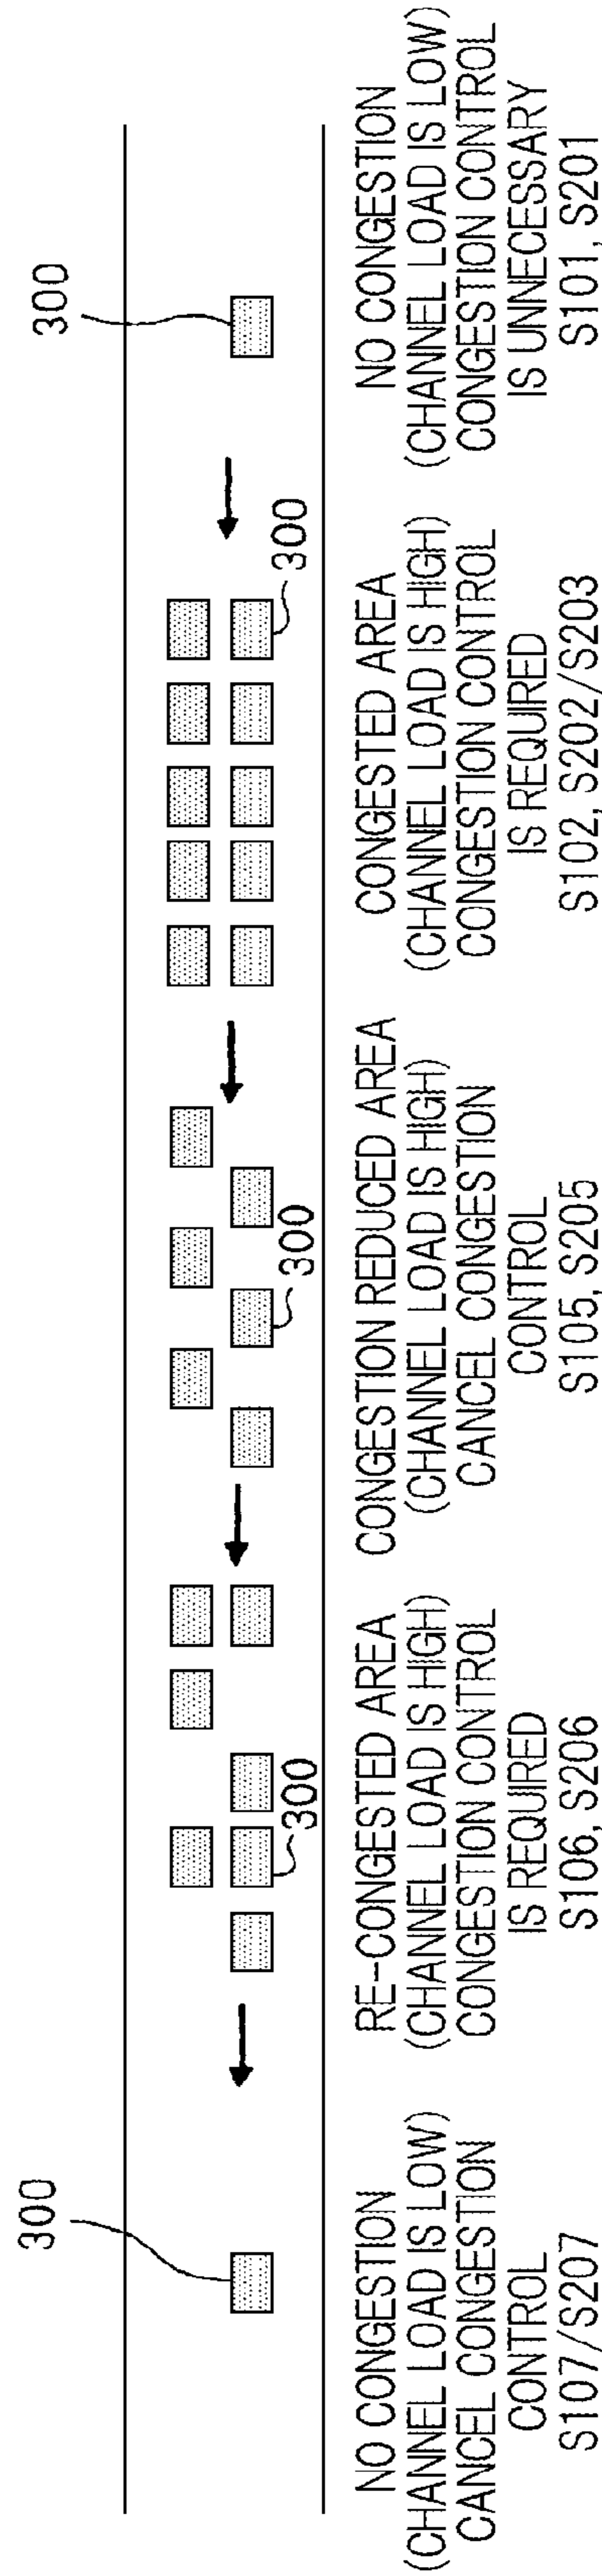 300
300
300
300
300
NO CONGESTION
(CHANNEL LOAD IS LOW)
CANCEL CONGESTION
CONTROL
S107/S207
RE-CONGESTED AREA
(CHANNEL LOAD IS HIGH)
CONGESTION CONTROL
IS REQUIRED
S106, S206
CONGESTION REDUCED AREA
(CHANNEL LOAD IS HIGH)
CANCEL CONGESTION
CONTROL
S105, S205
CONGESTED AREA
(CHANNEL LOAD IS HIGH)
CONGESTION CONTROL
IS REQUIRED
S102, S202/S203
NO CONGESTION
(CHANNEL LOAD IS LOW)
CONGESTION CONTROL
IS UNNECESSARY
S101, S201